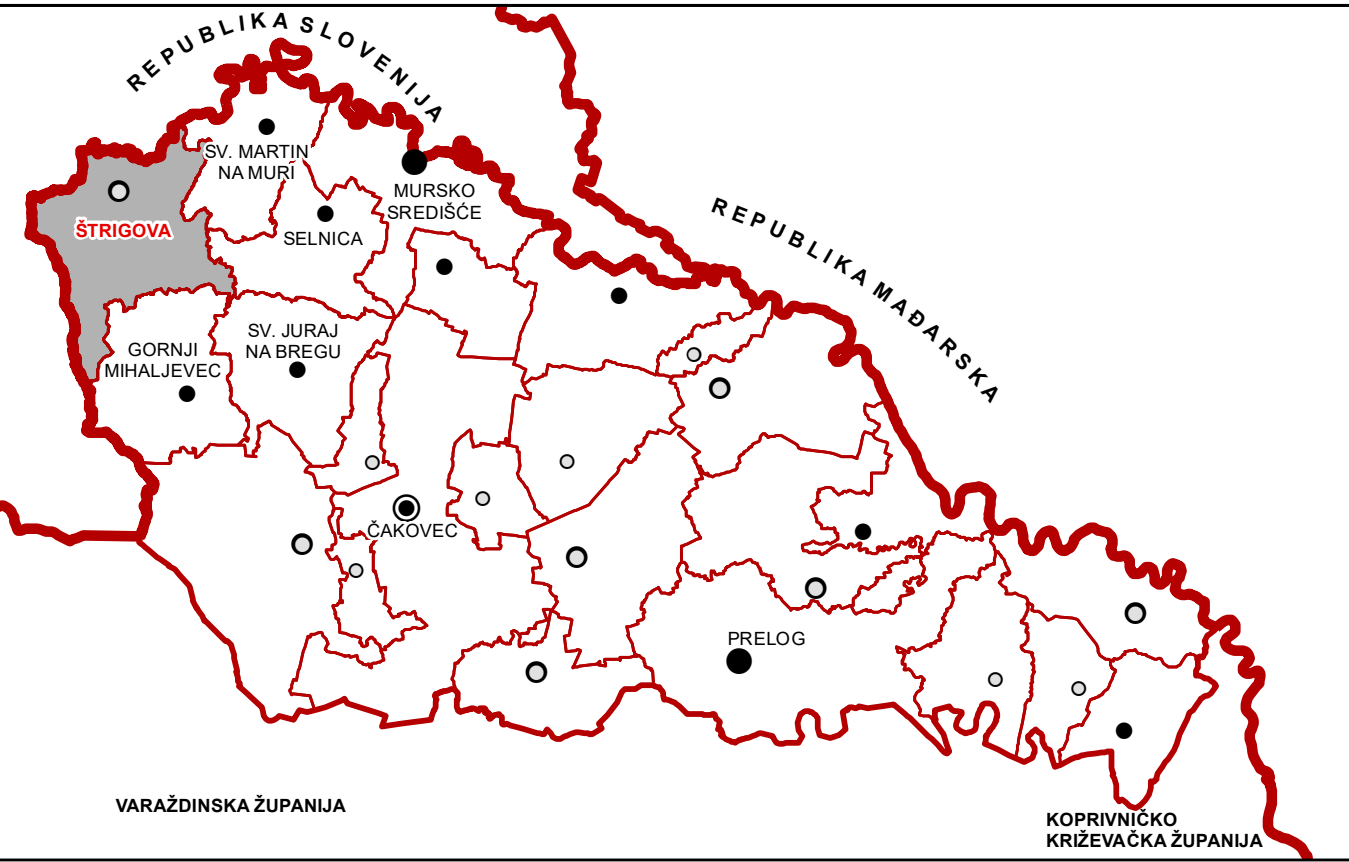 REPUBLIKA SLOVENIJA
SV. MARTIN
NA MURI
MURSKO
SREDIŠĆE
ŠTRIGOVA
SELNICA
REPUBLIKA MAĐARSKA
SV. JURAJ
NA BREGU
GORNJI
MIHALJEVEC
ČAKOVEC
PRELOG
VARAŽDINSKA ŽUPANIJA
KOPRIVNIČKO
KRIŽEVAČKA ŽUPANIJA